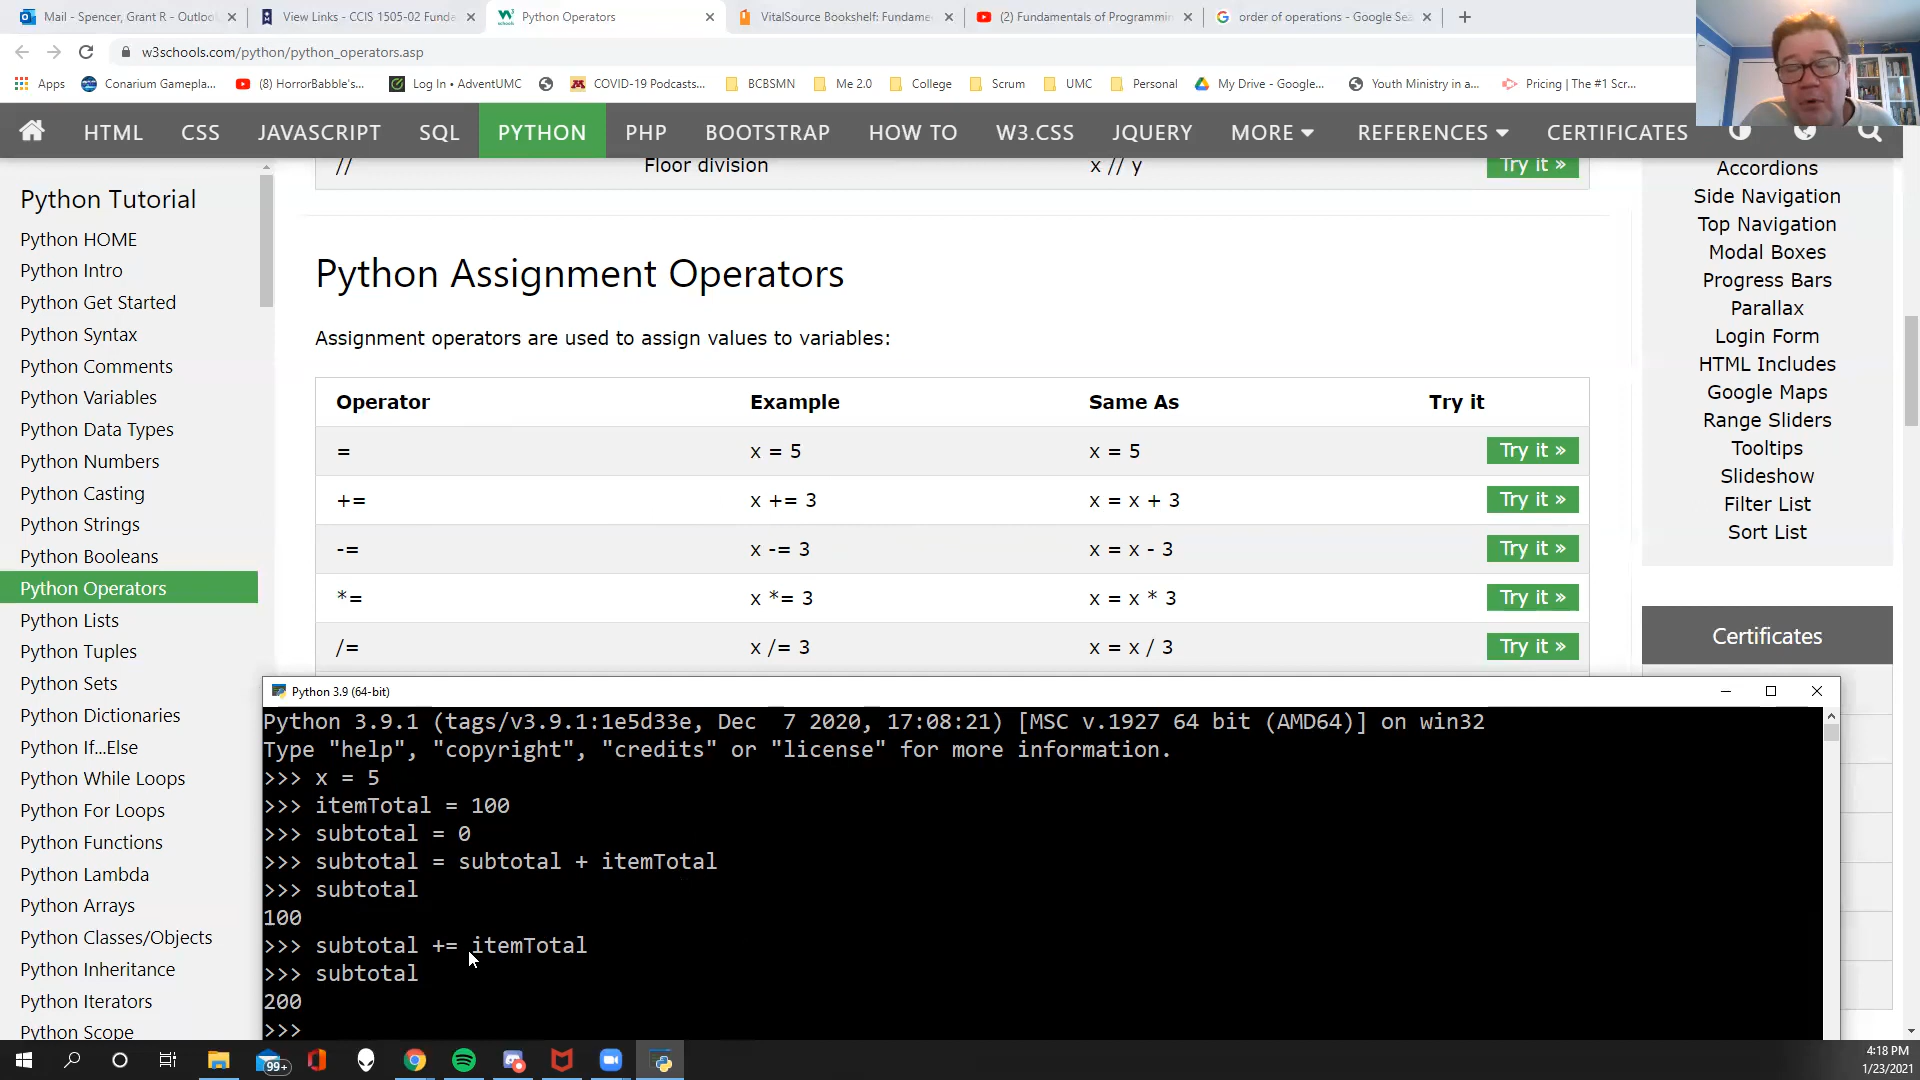 Mail - Spencer, Grant R - Outloo
View Links - CCIS 1505-02 Funda
Python Operators
VitalSource Bookshelf: Fundame
(2) Fundamentals of Programmin
order of operations - Google Sea
w3schools.com/python/python_operators.asp
Apps
Conarium Gamepla...
(8) HorrorBabble's...
Log In • AdventUMC
COVID-19 Podcasts...
BCBSMN
Me 2.0
College
Scrum
UMC
Personal
My Drive - Google...
Youth Ministry in a...
Pricing | The #1 Scr...
HTML
CSS
JAVASCRIPT
SQL
PYTHON
PHP
BOOTSTRAP
HOW TO
W3.CSS
JQUERY
MORE
REFERENCES
CERTIFICATES
Python Tutorial
Python HOME
Python Intro
Python Get Started
Python Syntax
Python Comments
Python Variables
Python Data Types
Python Numbers
Python Casting
Python Strings
Python Booleans
Python Operators
Python Lists
Python Tuples
Python Sets
Python Dictionaries
Python If...Else
Python While Loops
Python For Loops
Python Functions
Python Lambda
Python Arrays
Python Classes/Objects
Python Inheritance
Python Iterators
Python Scope
// Floor division x // y Try it »
Python Assignment Operators
Assignment operators are used to assign values to variables:
Operator Example Same As Try it
= x = 5 x = 5 Try it »
+= x += 3 x = x + 3 Try it »
-= x -= 3 x = x - 3 Try it »
*= x *= 3 x = x * 3 Try it »
/= x /= 3 x = x / 3 Try it »
Accordions
Side Navigation
Top Navigation
Modal Boxes
Progress Bars
Parallax
Login Form
HTML Includes
Google Maps
Range Sliders
Tooltips
Slideshow
Filter List
Sort List
Certificates
Python 3.9 (64-bit)
Python 3.9.1 (tags/v3.9.1:1e5d33e, Dec  7 2020, 17:08:21) [MSC v.1927 64 bit (AMD64)] on win32
Type "help", "copyright", "credits" or "license" for more information.
>>> x = 5
>>> itemTotal = 100
>>> subtotal = 0
>>> subtotal = subtotal + itemTotal
>>> subtotal
100
>>> subtotal += itemTotal
>>> subtotal
200
>>>
99+
4:18 PM
1/23/2021